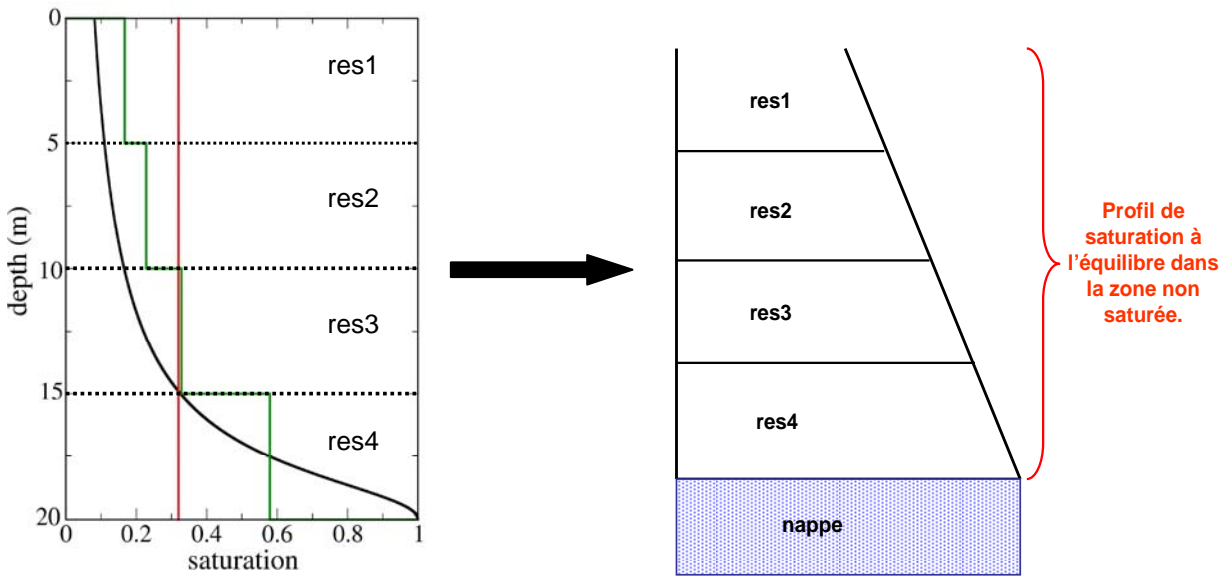 0
5
10
15
20
depth (m)
res1
res2
res3
res4
0
0.2
0.4
0.6
0.8
1
saturation
res1
res2
res3
res4
nappe
Profil de
saturation à
l'équilibre dans
la zone non
saturée.